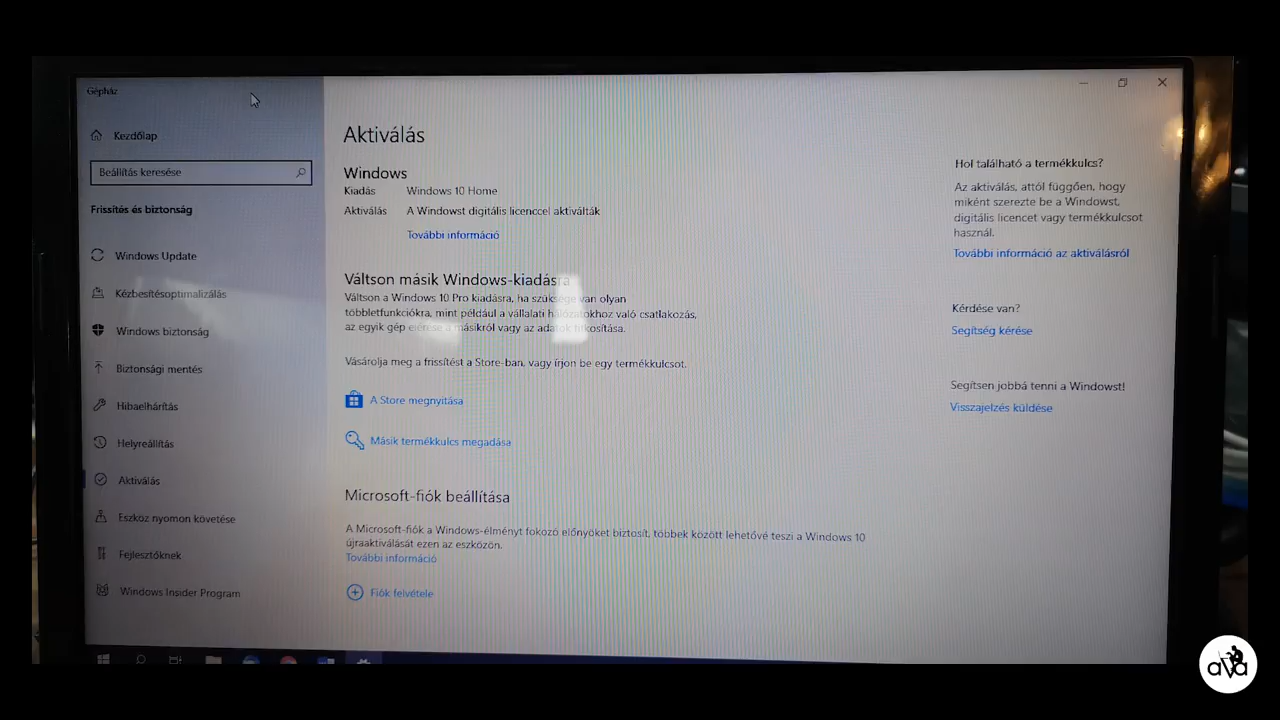 Gépház
Kezdőlap
Beállítás keresése
Frissítés és biztonság
Windows Update
Kézbesítésoptimalizálás
Windows biztonság
Biztonsági mentés
Hibaelhárítás
Helyreállítás
Aktiválás
Eszköz nyomon követése
Fejlesztőknek
Windows Insider Program
Aktiválás
Windows
Kiadás Windows 10 Home
Aktiválás A Windowst digitális licenccel aktiválták
További információ
Váltson másik Windows-kiadásra
Váltson a Windows 10 Pro kiadásra, ha szüksége van olyan
többletfunkciókra, mint például a vállalati hálózatokhoz való csatlakozás,
az egyik gép elérése a másikról vagy az adatok titkosítása.
Vásárolja meg a frissítést a Store-ban, vagy írjon be egy termékkulcsot.
A Store megnyitása
Másik termékkulcs megadása
Microsoft-fiók beállítása
A Microsoft-fiók a Windows-élményt fokozó előnyöket biztosít, többek között lehetővé teszi a Windows 10
újraaktiválását ezen az eszközön.
További információ
Fiók felvétele
Hol található a termékkulcs?
Az aktiválás, attól függően, hogy
miként szerezte be a Windowst,
digitális licencet vagy termékkulcsot
használ.
További információ az aktiválásról
Kérdése van?
Segítség kérése
Segítsen jobbá tenni a Windowst!
Visszajelzés küldése
ava